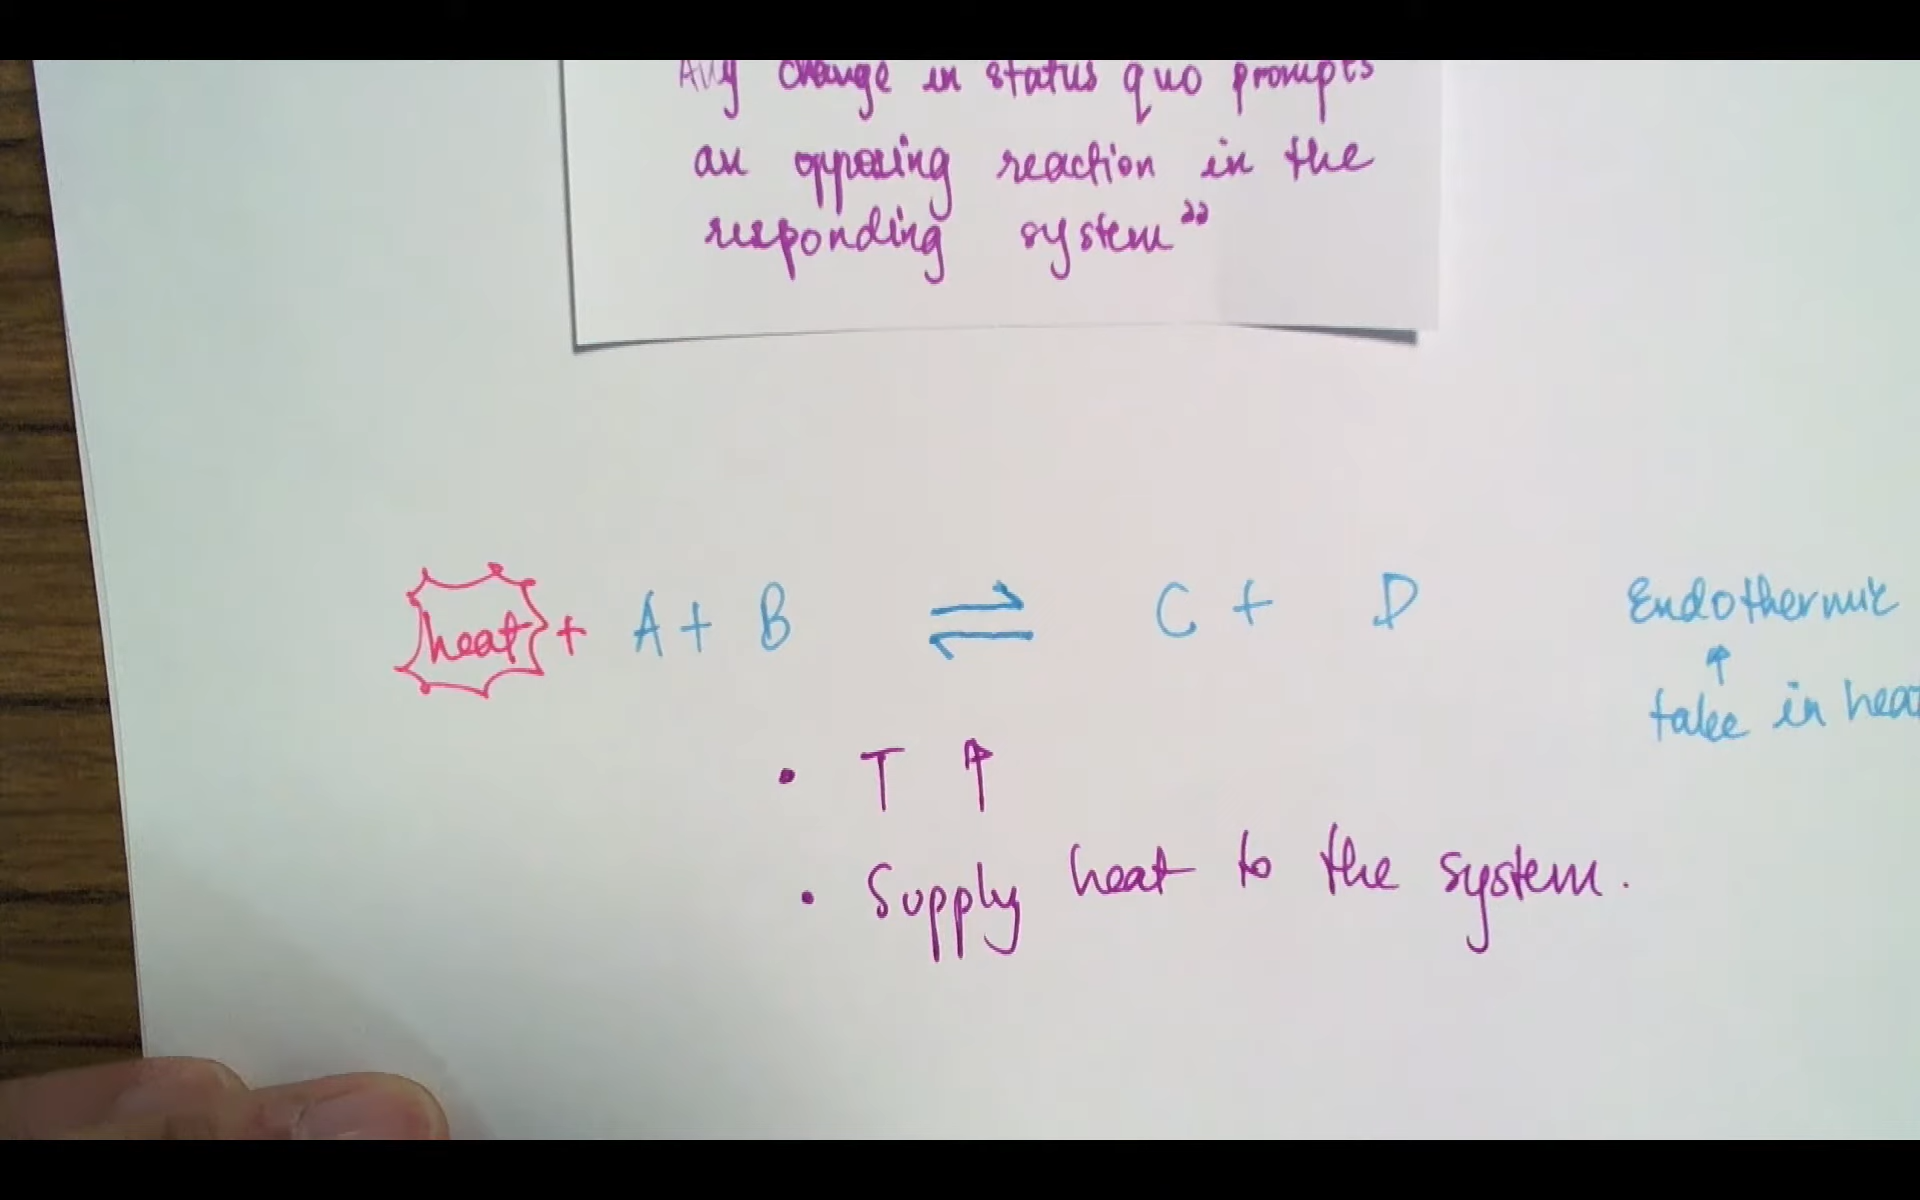 Any change in status quo prompts
an opposing reaction in the
responding system”
heat + A + B ⇌ C + D Endothermic
↑
take in heat
• T ↑
• Supply heat to the system.